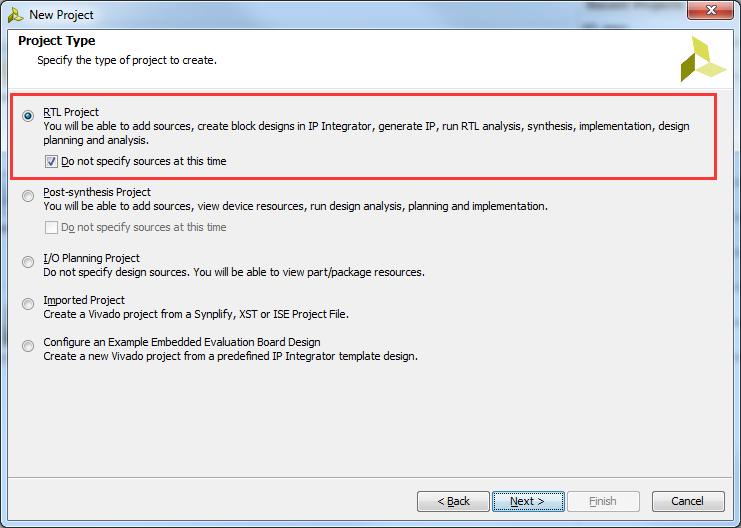 New Project
Project Type
Specify the type of project to create.
RTL Project
You will be able to add sources, create block designs in IP Integrator, generate IP, run RTL analysis, synthesis, implementation, design
planning and analysis.
Do not specify sources at this time
Post-synthesis Project
You will be able to add sources, view device resources, run design analysis, planning and implementation.
Do not specify sources at this time
I/O Planning Project
Do not specify design sources. You will be able to view part/package resources.
Imported Project
Create a Vivado project from a Synplify, XST or ISE Project File.
Configure an Example Embedded Evaluation Board Design
Create a new Vivado project from a predefined IP Integrator template design.
< Back
Next >
Finish
Cancel